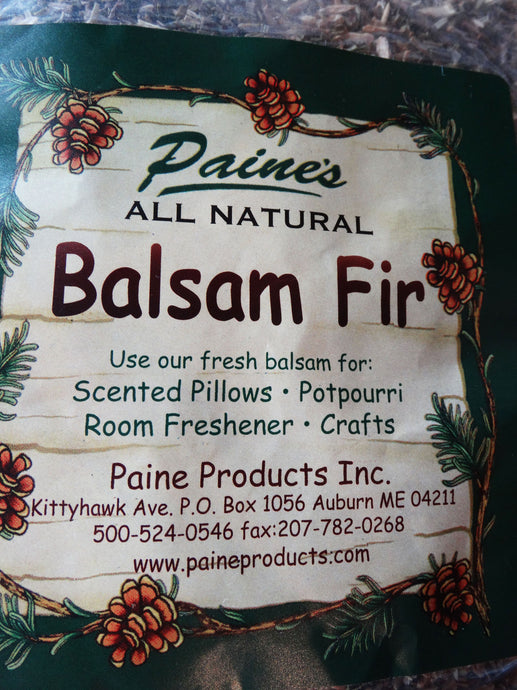 Paine's
ALL NATURAL
Balsam Fir
Use our fresh balsam for:
Scented Pillows • Potpourri
Room Freshener • Crafts
Paine Products Inc.
Kittyhawk Ave. P.O. Box 1056 Auburn ME 04211
500-524-0546 fax:207-782-0268
www.paineproducts.com